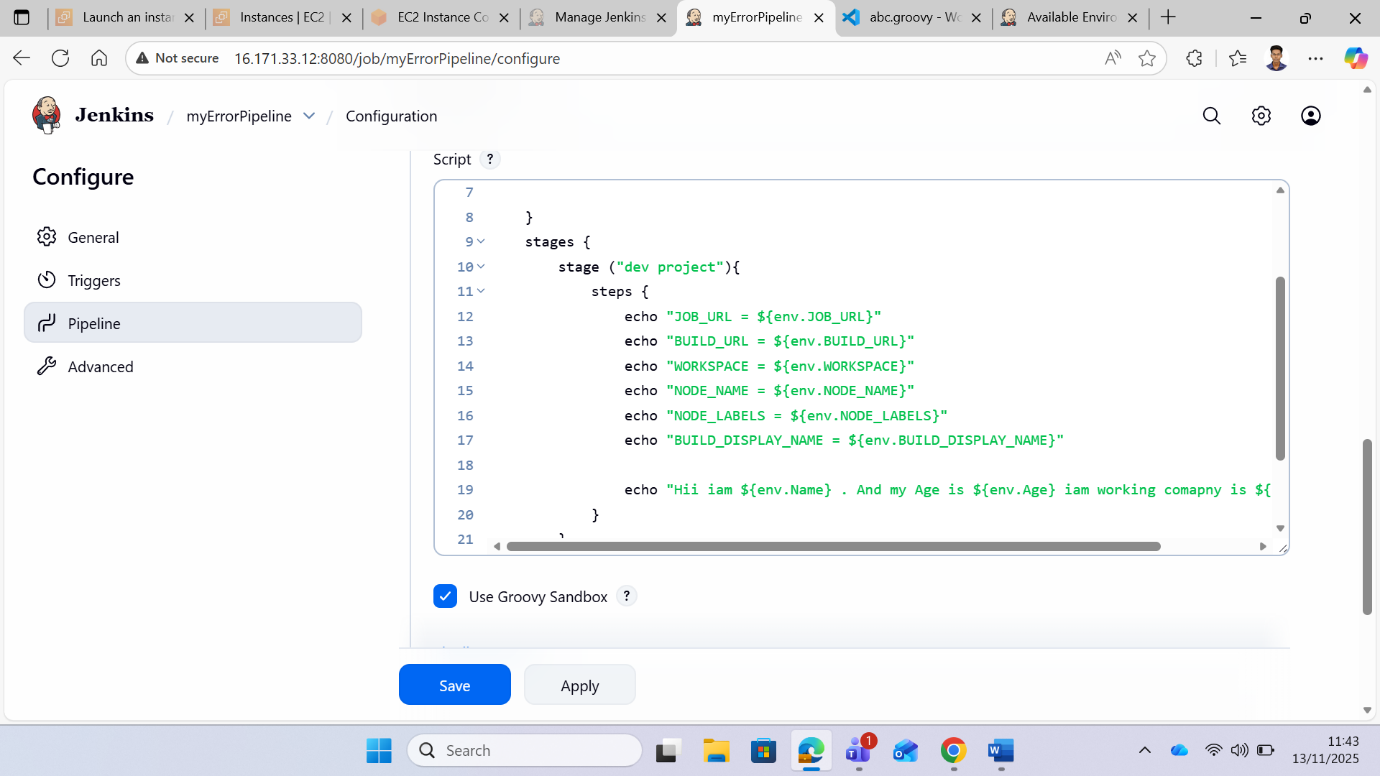 Launch an instan
Instances | EC2 |
EC2 Instance Co
Manage Jenkins
myErrorPipeline
abc.groovy - Wo
Available Enviro
Not secure 16.171.33.12:8080/job/myErrorPipeline/configure
Jenkins / myErrorPipeline / Configuration
Configure
General
Triggers
Pipeline
Advanced
Script ?
7
8 }
9 stages {
10 stage ("dev project"){
11 steps {
12 echo "JOB_URL = ${env.JOB_URL}"
13 echo "BUILD_URL = ${env.BUILD_URL}"
14 echo "WORKSPACE = ${env.WORKSPACE}"
15 echo "NODE_NAME = ${env.NODE_NAME}"
16 echo "NODE_LABELS = ${env.NODE_LABELS}"
17 echo "BUILD_DISPLAY_NAME = ${env.BUILD_DISPLAY_NAME}"
18
19 echo "Hii iam ${env.Name} . And my Age is ${env.Age} iam working comapny is ${
20 }
21
Use Groovy Sandbox ?
Save
Apply
Search
1
11:43
13/11/2025